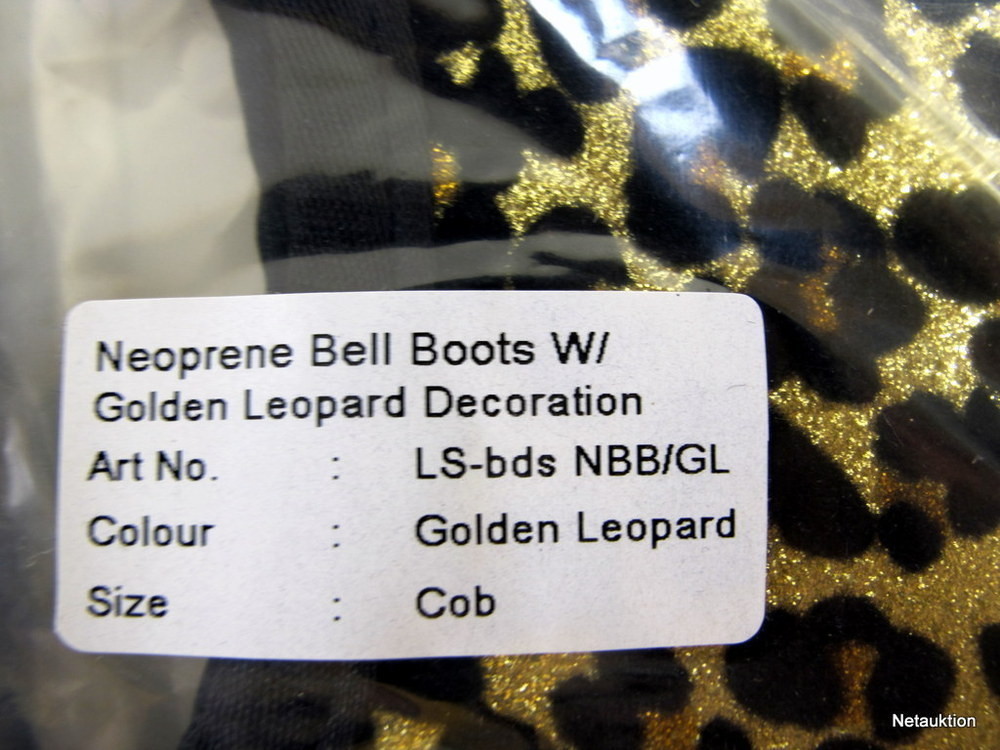 Neoprene Bell Boots W/
Golden Leopard Decoration
Art No. : LS-bds NBB/GL
Colour : Golden Leopard
Size : Cob
Netauktion